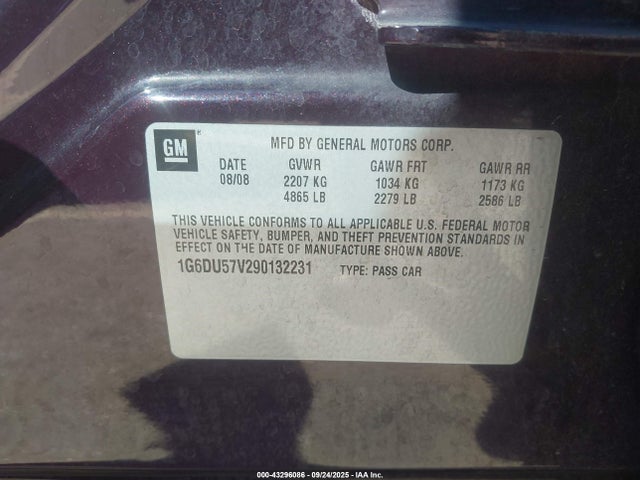 GM
MFD BY GENERAL MOTORS CORP.
DATE GVWR GAWR FRT GAWR RR
08/08 2207 KG 1034 KG 1173 KG
4865 LB 2279 LB 2586 LB
THIS VEHICLE CONFORMS TO ALL APPLICABLE U.S. FEDERAL MOTOR
VEHICLE SAFETY, BUMPER, AND THEFT PREVENTION STANDARDS IN
EFFECT ON THE DATE OF MANUFACTURE SHOWN ABOVE.
1G6DU57V290132231 TYPE: PASS CAR
000-43296086 - 09/24/2025 - IAA Inc.